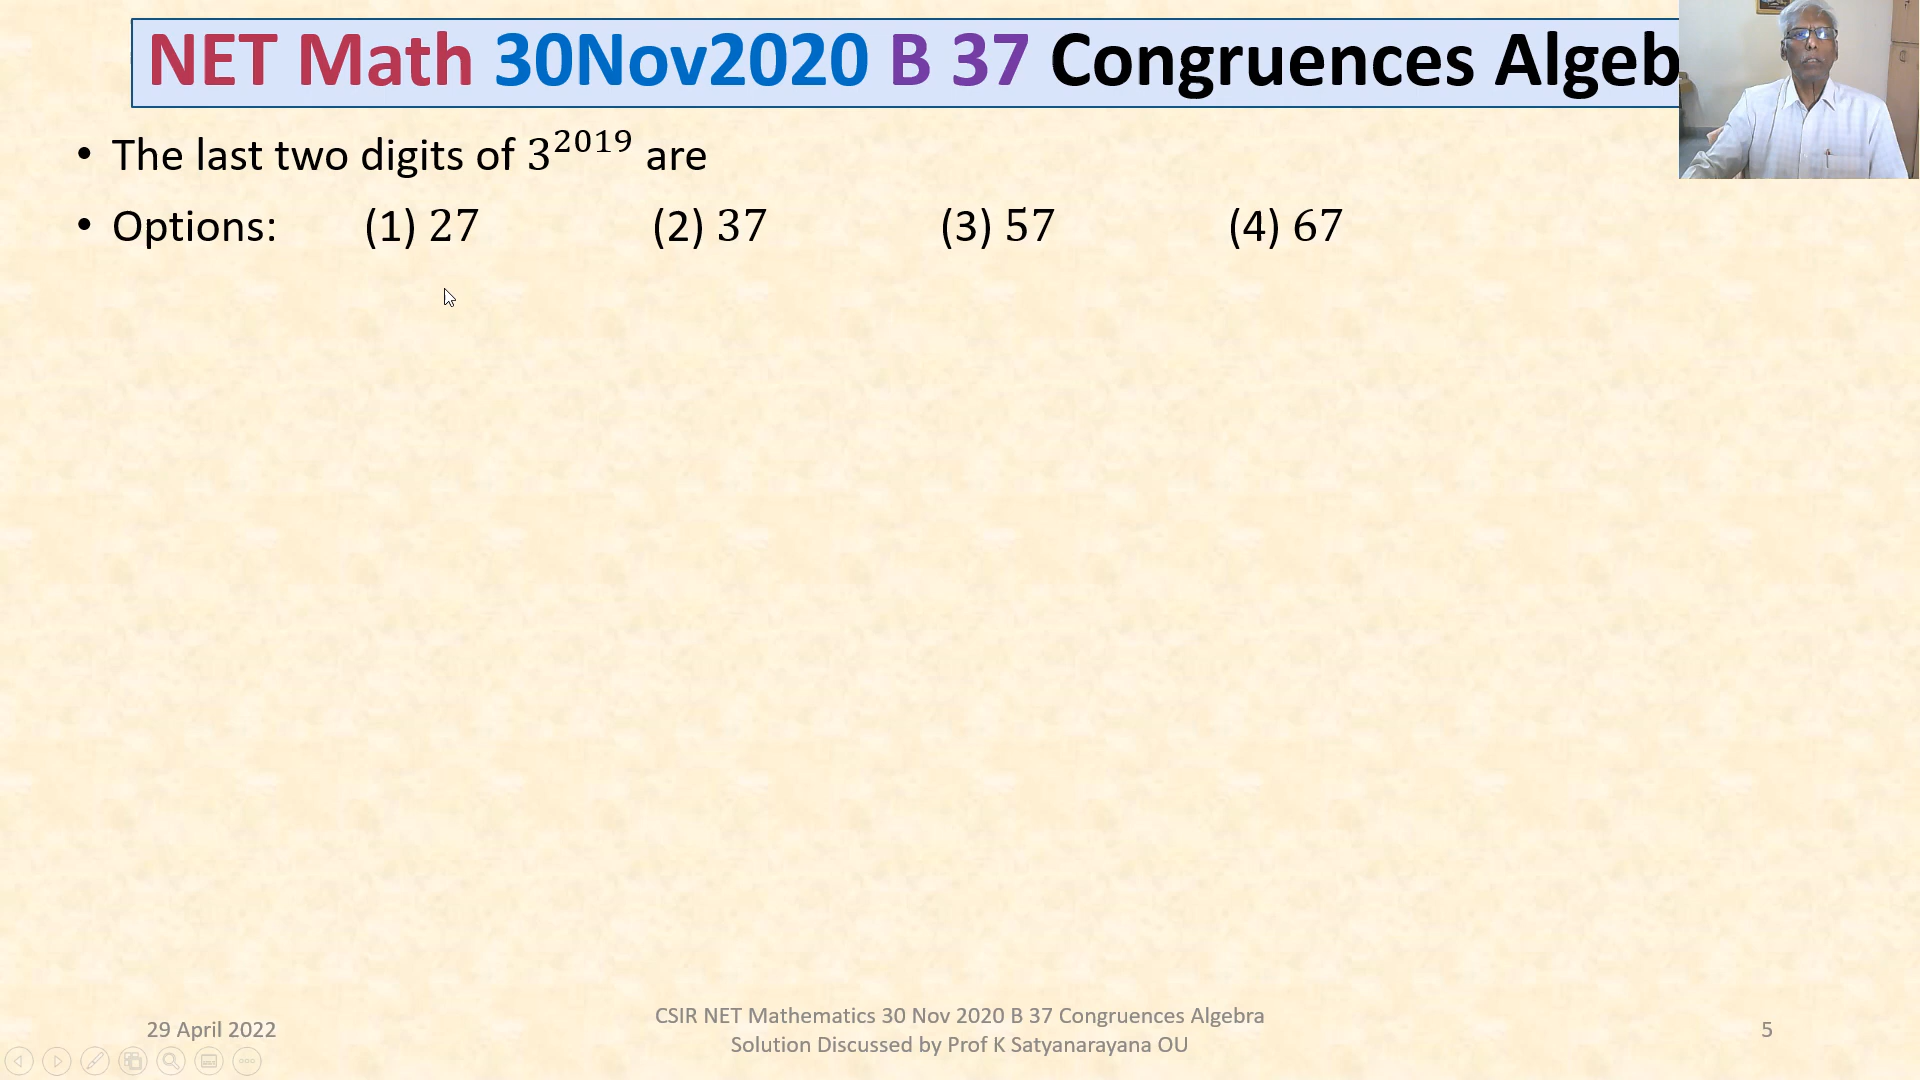 NET Math 30Nov2020 B 37 Congruences Algeb
• The last two digits of 3²⁰¹⁹ are
• Options: (1) 27 (2) 37 (3) 57 (4) 67
29 April 2022
CSIR NET Mathematics 30 Nov 2020 B 37 Congruences Algebra
Solution Discussed by Prof K Satyanarayana OU
5